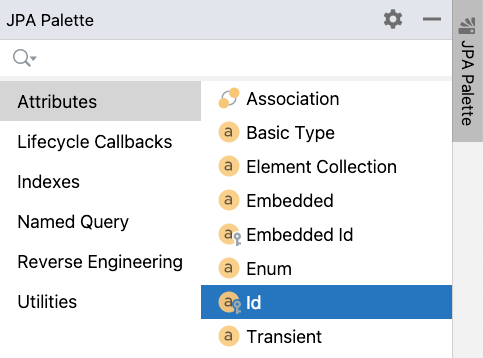 JPA Palette
JPA Palette
Attributes
Lifecycle Callbacks
Indexes
Named Query
Reverse Engineering
Utilities
a
Association
a Basic Type
a Element Collection
a Embedded
a Embedded Id
a Enum
a Id
a Transient